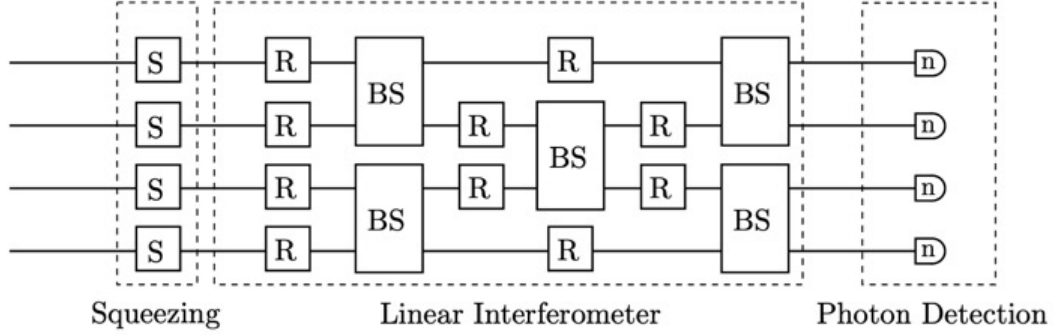 S R R n
BS BS
S R R BS R n
S R R R n
BS BS
S R R n
Squeezing Linear Interferometer Photon Detection